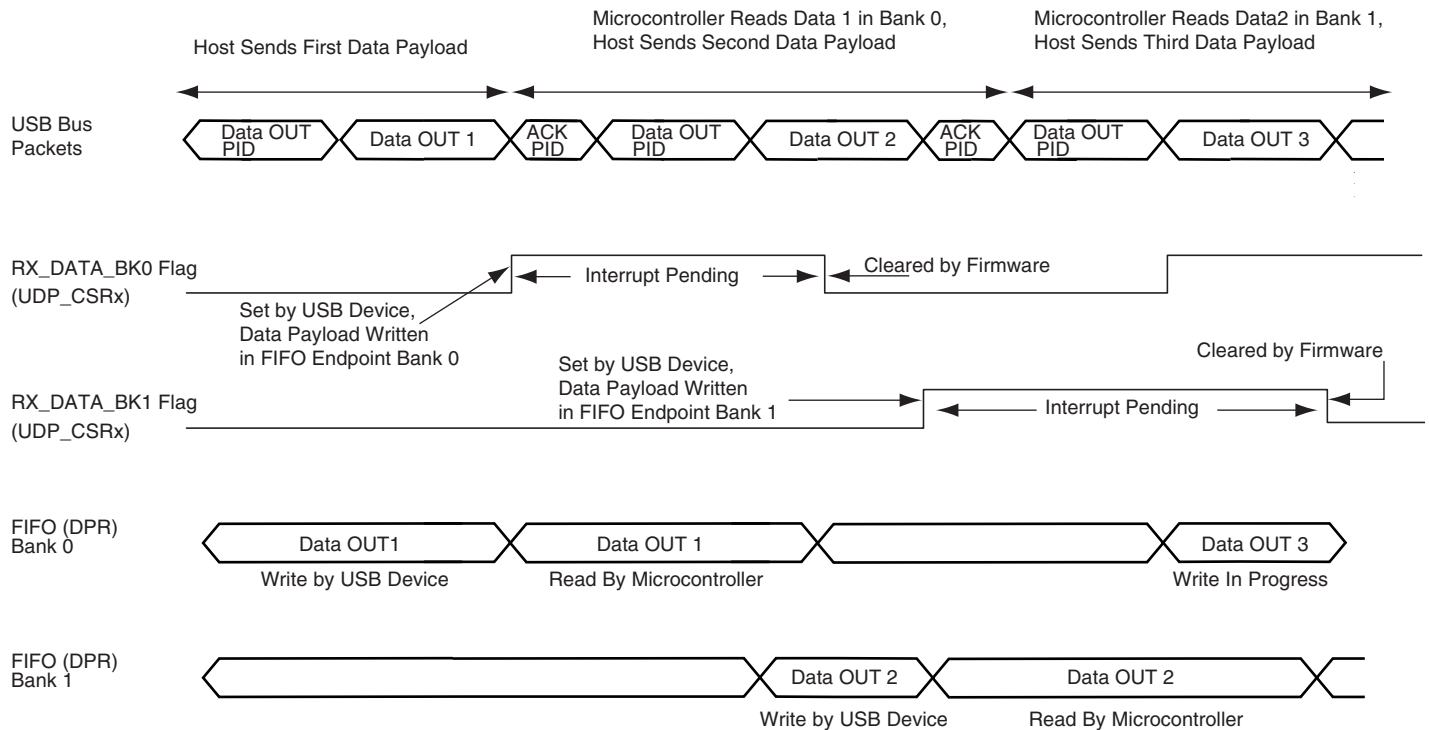 Host Sends First Data Payload
Microcontroller Reads Data 1 in Bank 0,
Host Sends Second Data Payload
Microcontroller Reads Data2 in Bank 1,
Host Sends Third Data Payload
USB Bus
Packets
Data OUT
PID
Data OUT 1
ACK
PID
Data OUT
PID
Data OUT 2
ACK
PID
Data OUT
PID
Data OUT 3
RX_DATA_BK0 Flag
(UDP_CSRx)
Interrupt Pending
Cleared by Firmware
Set by USB Device,
Data Payload Written
in FIFO Endpoint Bank 0
RX_DATA_BK1 Flag
(UDP_CSRx)
Set by USB Device,
Data Payload Written
in FIFO Endpoint Bank 1
Interrupt Pending
Cleared by Firmware
FIFO (DPR)
Bank 0
Data OUT1
Data OUT 1
Data OUT 3
Write by USB Device
Read By Microcontroller
Write In Progress
FIFO (DPR)
Bank 1
Data OUT 2
Data OUT 2
Write by USB Device
Read By Microcontroller